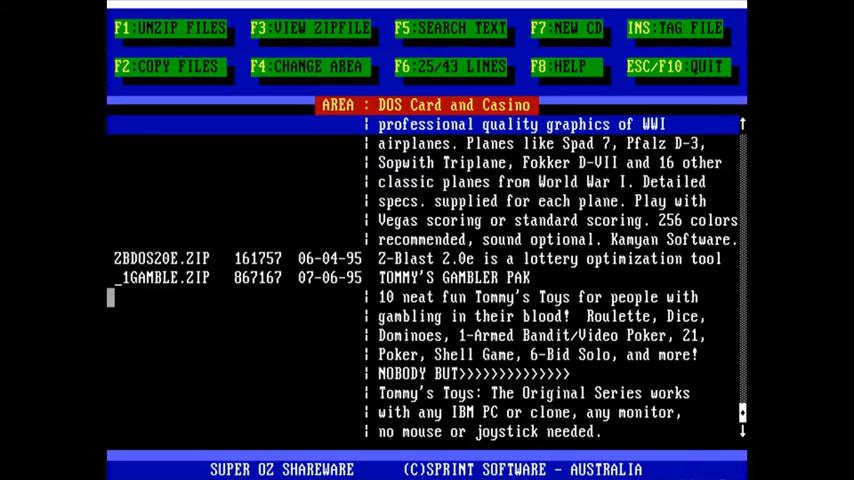 F1:UNZIP FILES F3:VIEW ZIPFILE F5:SEARCH TEXT F7:NEW CD INS:TAG FILE
F2:COPY FILES F4:CHANGE AREA F6:25/43 LINES F8:HELP ESC/F10:QUIT
AREA : DOS Card and Casino
¦ professional quality graphics of WWI ↑
¦ airplanes. Planes like Spad 7, Pfalz D-3,
¦ Sopwith Triplane, Fokker D-VII and 16 other
¦ classic planes from World War I. Detailed
¦ specs. supplied for each plane. Play with
¦ Vegas scoring or standard scoring. 256 colors
¦ recommended, sound optional. Kamyan Software.
ZBDOS20E.ZIP 161757 06-04-95 Z-Blast 2.0e is a lottery optimization tool
_1GAMBLE.ZIP 867167 07-06-95 TOMMY'S GAMBLER PAK
¦ 10 neat fun Tommy's Toys for people with
¦ gambling in their blood! Roulette, Dice,
¦ Dominoes, 1-Armed Bandit/Video Poker, 21,
¦ Poker, Shell Game, 6-Bid Solo, and more!
¦ NOBODY BUT>>>>>>>>>>>>>>
¦ Tommy's Toys: The Original Series works
¦ with any IBM PC or clone, any monitor,
¦ no mouse or joystick needed. ↓
SUPER OZ SHAREWARE (C)SPRINT SOFTWARE - AUSTRALIA